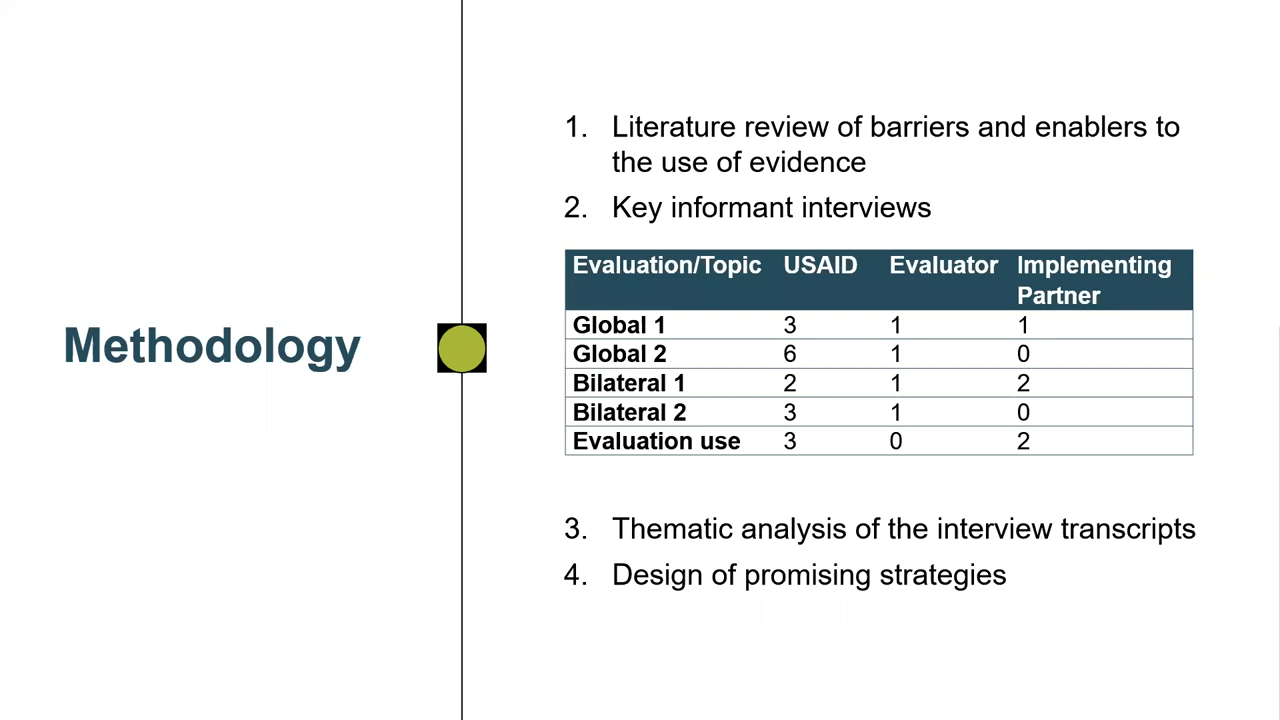 Methodology
1. Literature review of barriers and enablers to
the use of evidence
2. Key informant interviews
Evaluation/Topic USAID Evaluator Implementing
Partner
Global 1 3 1 1
Global 2 6 1 0
Bilateral 1 2 1 2
Bilateral 2 3 1 0
Evaluation use 3 0 2
3. Thematic analysis of the interview transcripts
4. Design of promising strategies